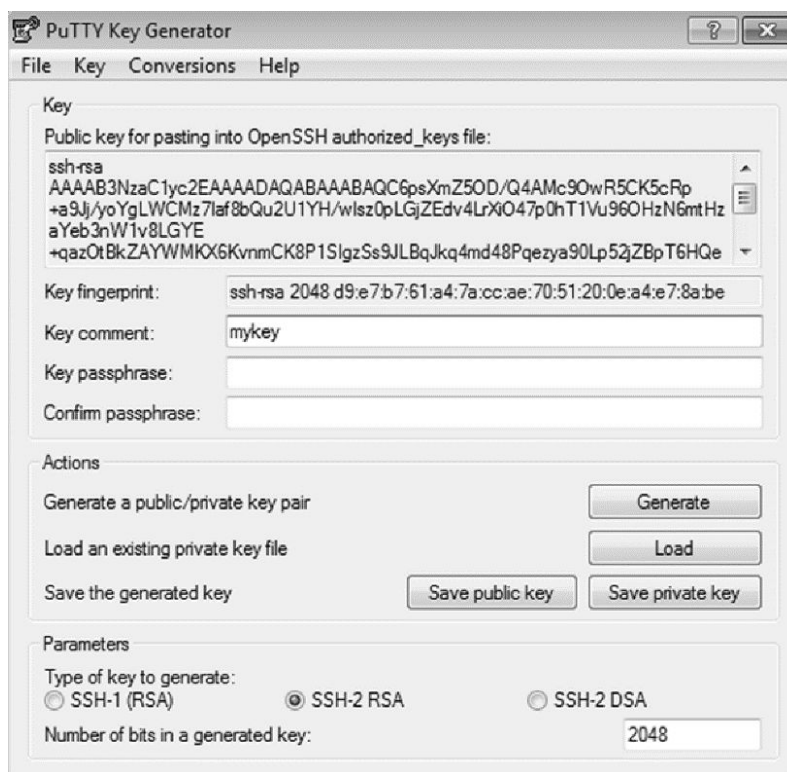 PuTTY Key Generator
File Key Conversions Help
Key
Public key for pasting into OpenSSH authorized_keys file:
ssh-rsa
AAAAB3NzaC1yc2EAAAADAQABAAABAQC6psXmZ5OD/Q4AMc9OwR5CK5cRp
+a9Jj/yoYgLWCMz7laf8bQu2U1YH/wlsz0pLGjZEdv4LrXiO47p0hT1Vu96OHzN6mtHz
aYeb3nW1v8LGYE
+qazOtBkZAYWMKX6KvnmCK8P1SlgzSs9JLBqJkq4md48Pqezya90Lp52jZBpT6HQe
Key fingerprint: ssh-rsa 2048 d9:e7:b7:61:a4:7a:cc:ae:70:51:20:0e:a4:e7:8a:be
Key comment: mykey
Key passphrase:
Confirm passphrase:
Actions
Generate a public/private key pair Generate
Load an existing private key file Load
Save the generated key Save public key Save private key
Parameters
Type of key to generate:
SSH-1 (RSA) SSH-2 RSA SSH-2 DSA
Number of bits in a generated key: 2048